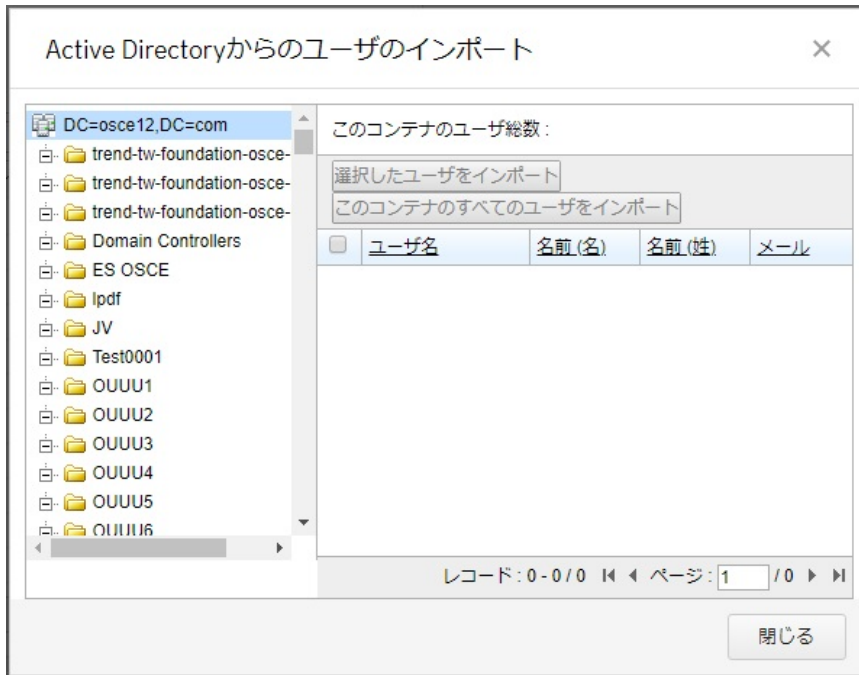 Active Directoryからのユーザのインポート
DC=osce12,DC=com
trend-tw-foundation-osce-
trend-tw-foundation-osce-
trend-tw-foundation-osce-
Domain Controllers
ES OSCE
lpdf
JV
Test0001
OUUU1
OUUU2
OUUU3
OUUU4
OUUU5
OUUU6
このコンテナのユーザ総数 :
選択したユーザをインポート
このコンテナのすべてのユーザをインポート
ユーザ名 名前 (名) 名前 (姓) メール
レコード : 0 - 0 / 0 ページ : 1 / 0
閉じる